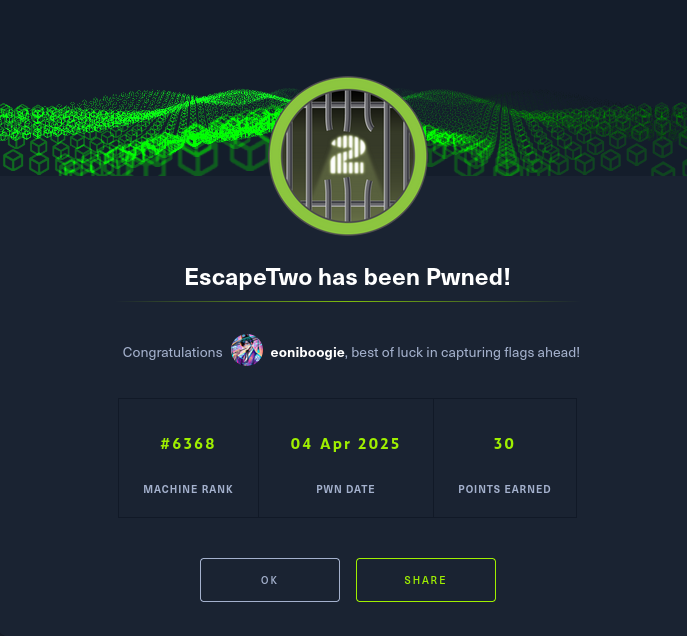 2
EscapeTwo has been Pwned!
Congratulations eoniboogie, best of luck in capturing flags ahead!
#6368 04 Apr 2025 30
MACHINE RANK PWN DATE POINTS EARNED
OK SHARE